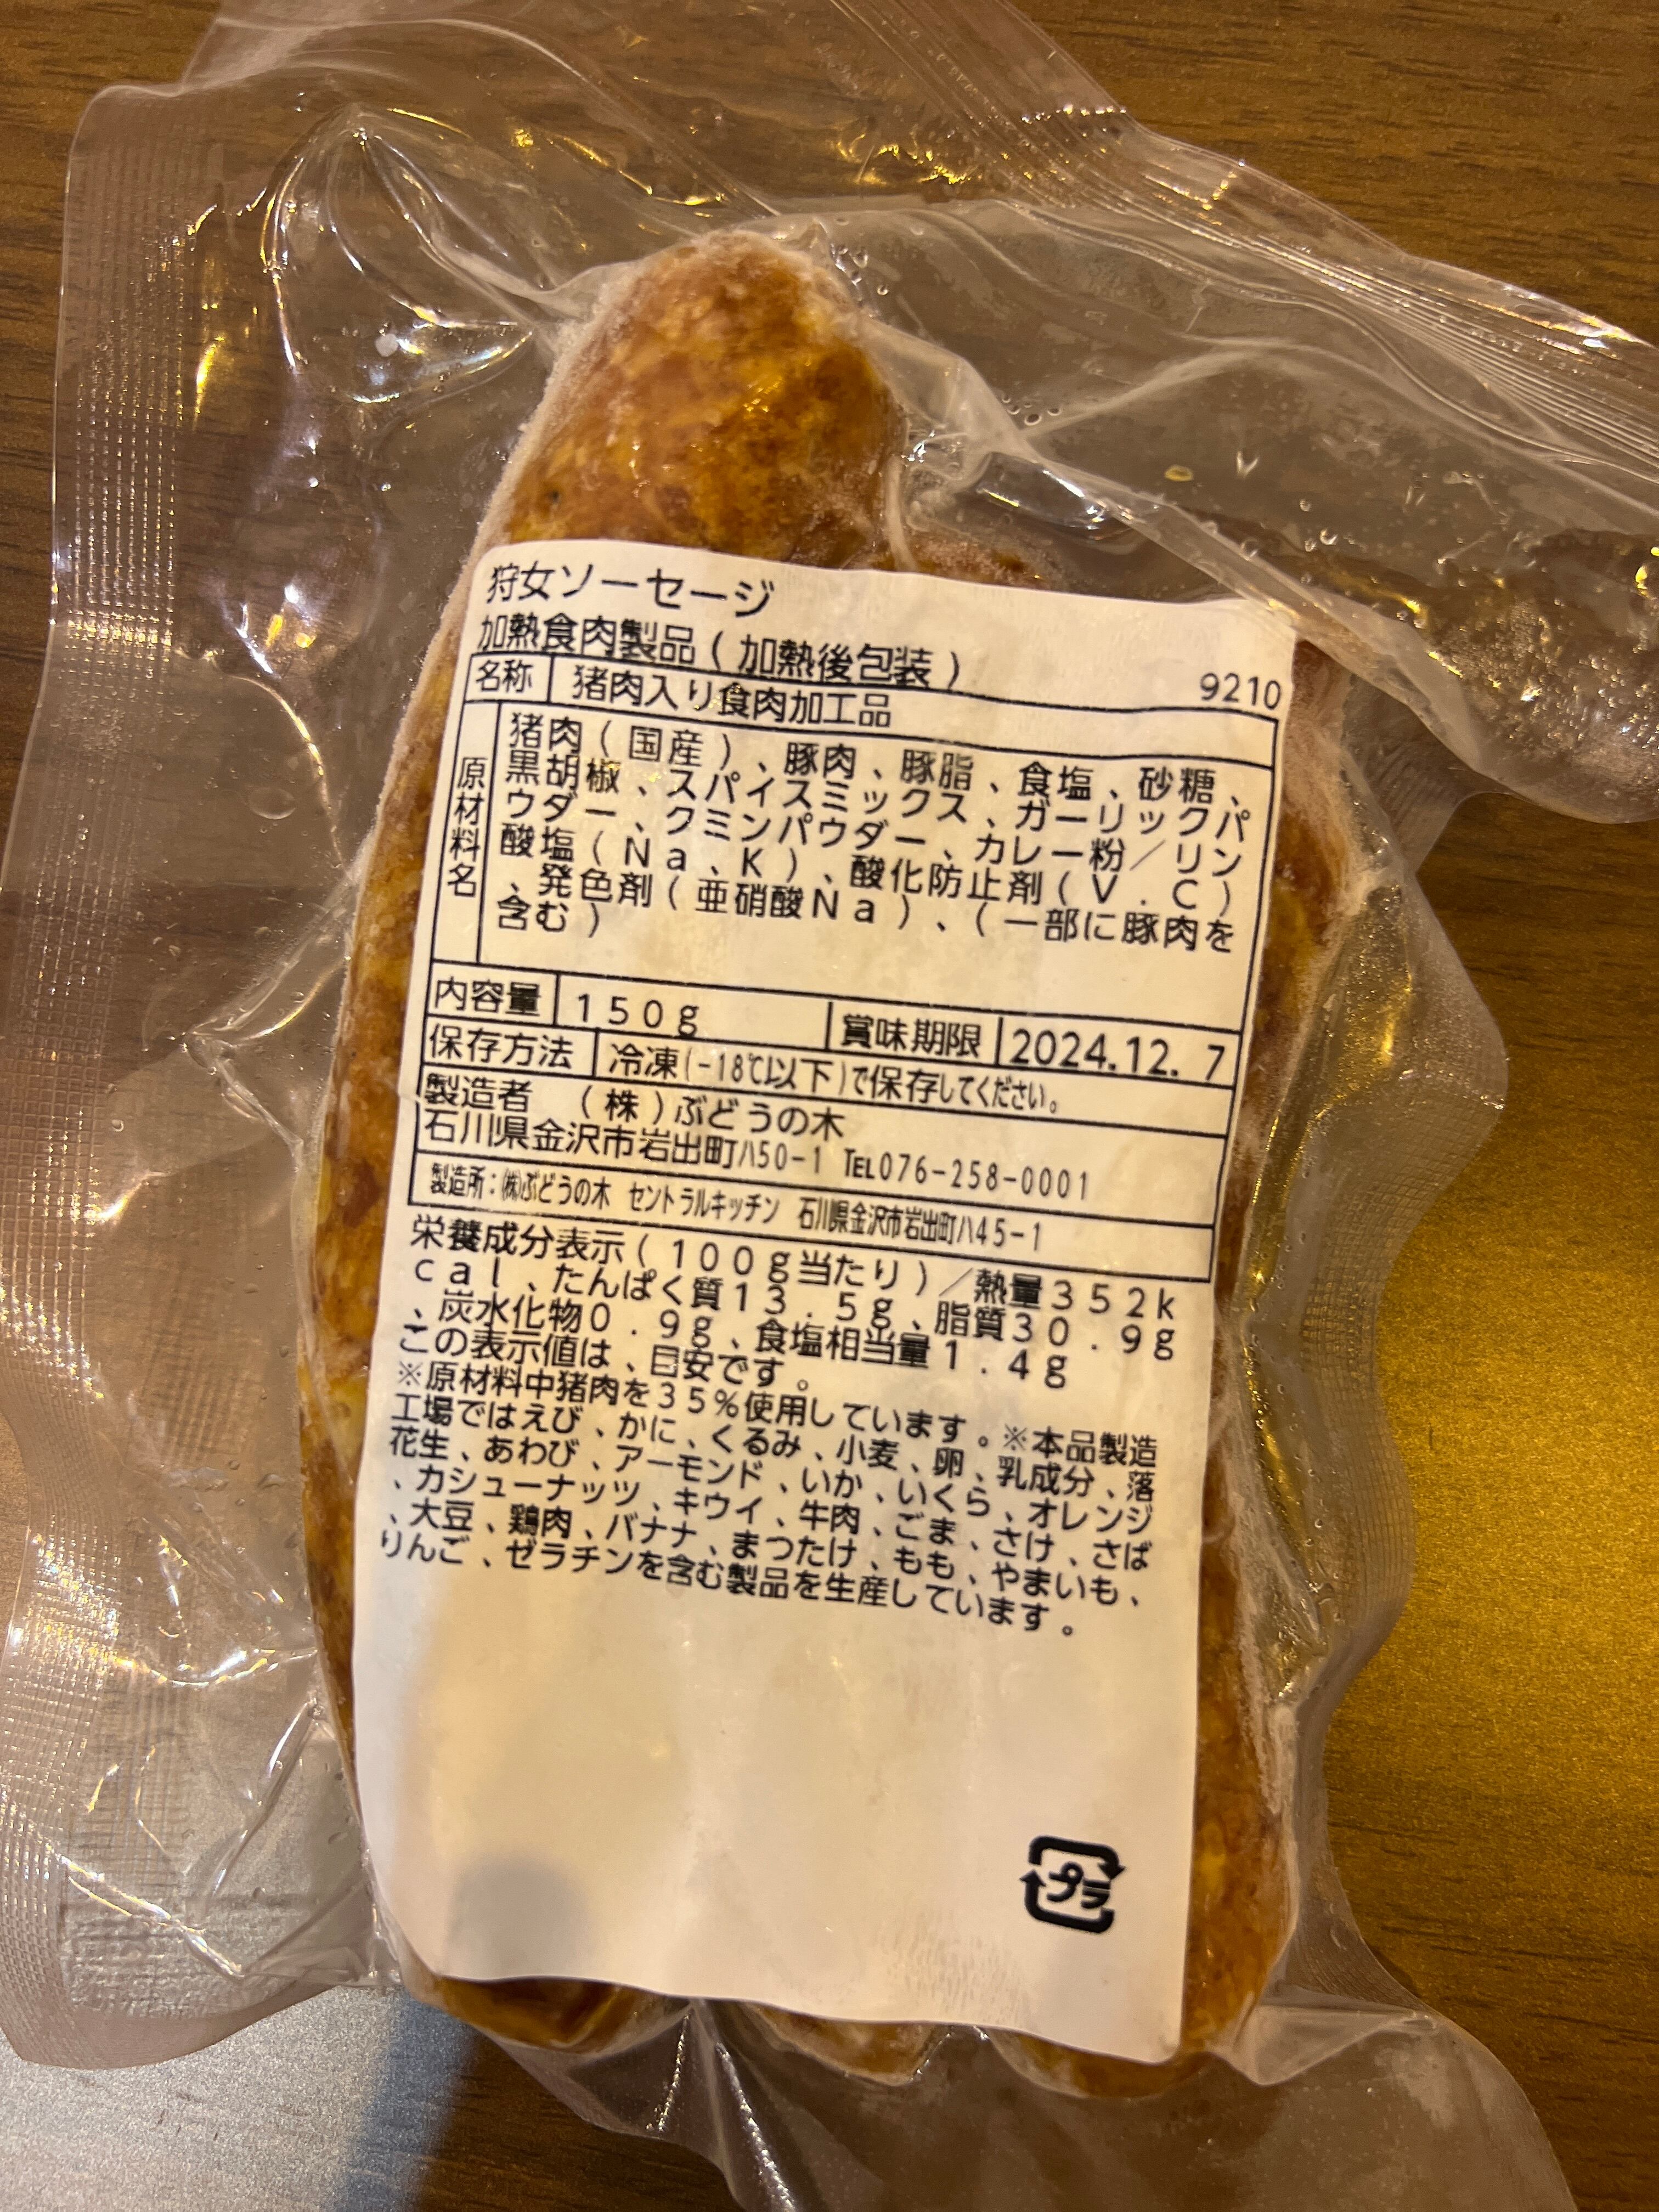 狩女ソーセージ
加熱食肉製品(加熱後包装)
9210
名称 猪肉入り食肉加工品
原材料名
猪肉(国産)、豚肉、豚脂、食塩、砂糖、
黒胡椒、スパイスミックス、ガーリックパ
ウダー、クミンパウダー、カレー粉/リン
酸塩(Na、K)、酸化防止剤(V.C)
、発色剤(亜硝酸Na)、(一部に豚肉を
含む)
内容量 150g 賞味期限 2024.12.7
保存方法 冷凍(-18℃以下)で保存してください。
製造者 (株)ぶどうの木
石川県金沢市岩出町ハ50-1 TEL076-258-0001
製造所:㈱ぶどうの木 セントラルキッチン 石川県金沢市岩出町ハ45-1
栄養成分表示(100g当たり)/熱量352k
cal、たんぱく質13.5g、脂質30.9g
、炭水化物0.9g、食塩相当量1.4g
この表示値は、目安です。
※原材料中猪肉を35%使用しています。※本品製造
工場ではえび、かに、くるみ、小麦、卵、乳成分、落
花生、あわび、アーモンド、いか、いくら、オレンジ
、カシューナッツ、キウイ、牛肉、ごま、さけ、さば
、大豆、鶏肉、バナナ、まつたけ、もも、やまいも、
りんご、ゼラチンを含む製品を生産しています。
プラ